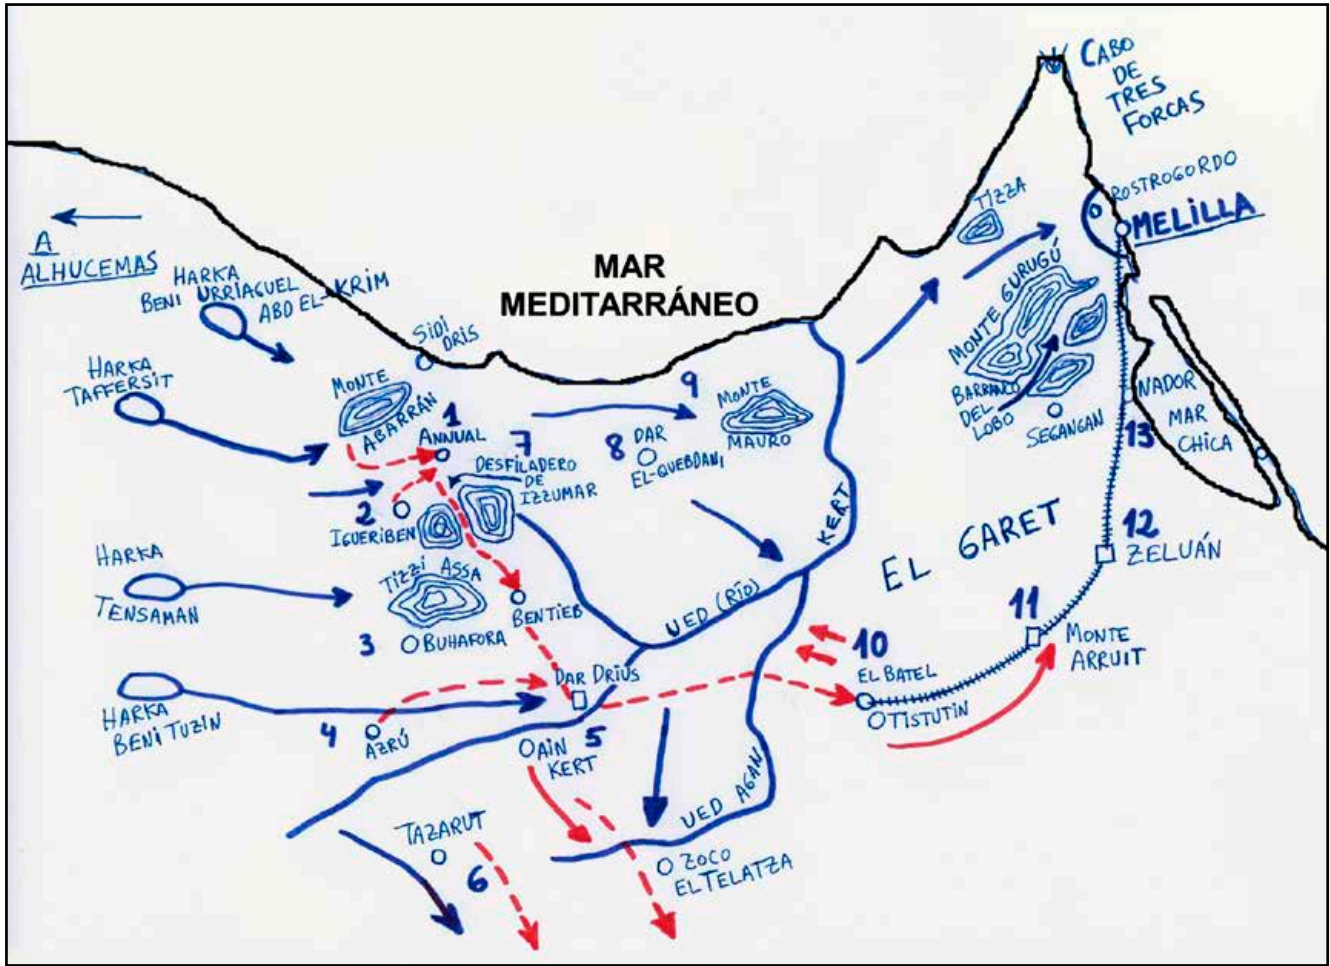 CABO
DE
TRES
FORCAS
ROSTROGORDO
MELILLA
TIZZA
A
ALHUCEMAS
HARKA
BENI URRIAGUEL
ABD EL-KRIM
MAR
MEDITARRÁNEO
SIDI
DRIS
MONTE GURUGÚ
HARKA
TAFFERSIT
MONTE
ABARRÁN
1
ANNUAL
7
9
MONTE
MAURO
8
DAR
EL-QUEBDANI
BARRANCO
DEL
LOBO
SEGANGAN
NADOR
MAR
CHICA
13
DESFILADERO
DE
IZZUMAR
2
IGUERIBEN
KERT
EL GARET
12
ZELUÁN
HARKA
TENSAMAN
TIZZI ASSA
BENTIEB
UED (RÍO)
3
BUHAFORA
11
MONTE
ARRUIT
10
EL BATEL
OTISTUTIN
DAR DRIUS
HARKA
BENI TUZIN
4
AZRÚ
5
AIN
KERT
UED AGAN
TAZARUT
6
ZOCO
EL TELATZA